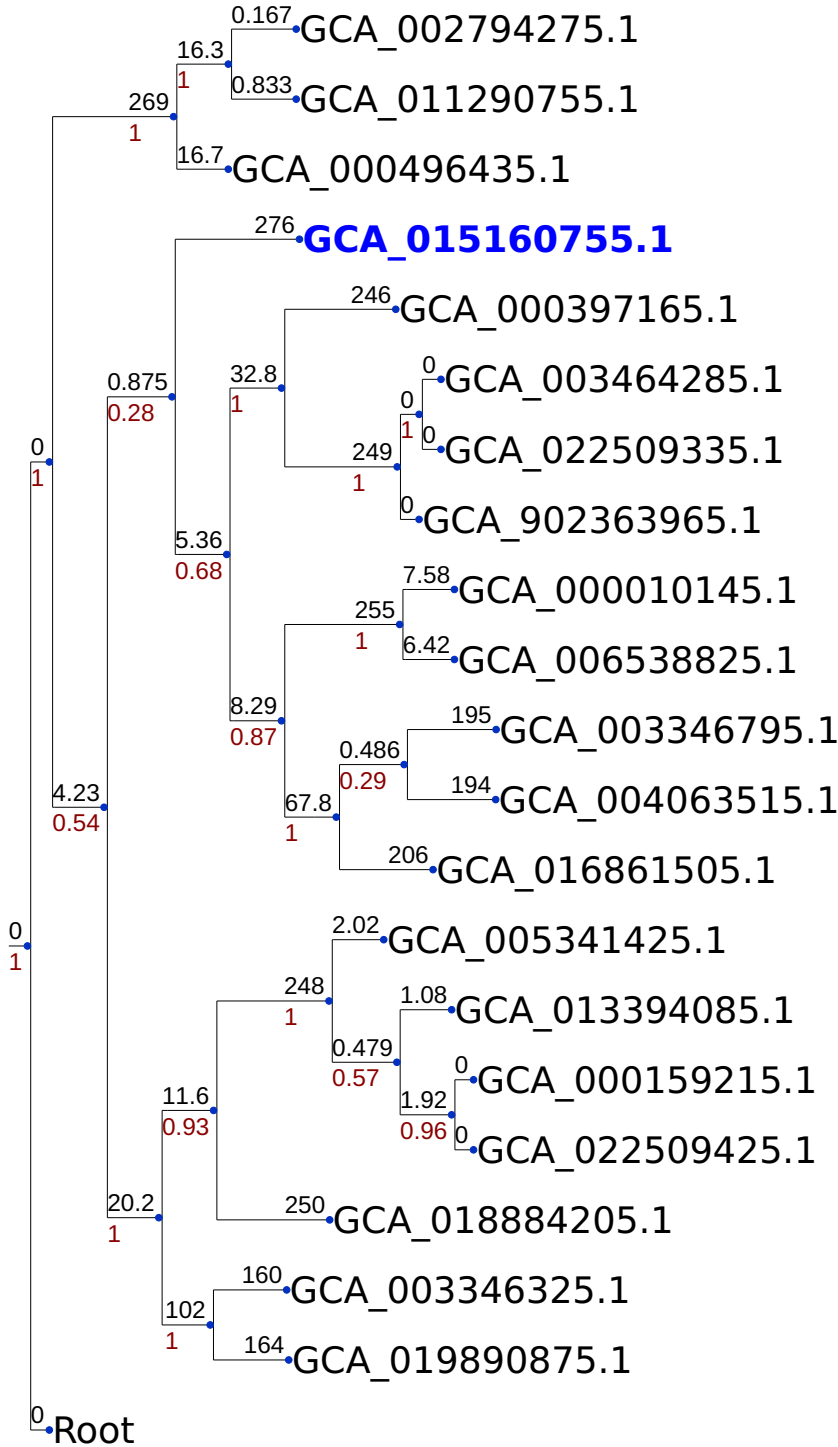 0.167
GCA_002794275.1
16.3
1
0.833
GCA_011290755.1
269
1
16.7
GCA_000496435.1
276
GCA_015160755.1
246
GCA_000397165.1
0
GCA_003464285.1
32.8
1
0.875
0.28
0
1
0
GCA_022509335.1
0
1
249
1
0
GCA_902363965.1
5.36
0.68
7.58
GCA_000010145.1
255
1
6.42
GCA_006538825.1
8.29
0.87
195
GCA_003346795.1
0.486
0.29
4.23
0.54
194
GCA_004063515.1
67.8
1
206
GCA_016861505.1
0
1
2.02
GCA_005341425.1
248
1
1.08
GCA_013394085.1
0.479
0.57
0
GCA_000159215.1
11.6
0.93
1.92
0.96
0
GCA_022509425.1
20.2
1
250
GCA_018884205.1
160
GCA_003346325.1
102
1
164
GCA_019890875.1
0
Root